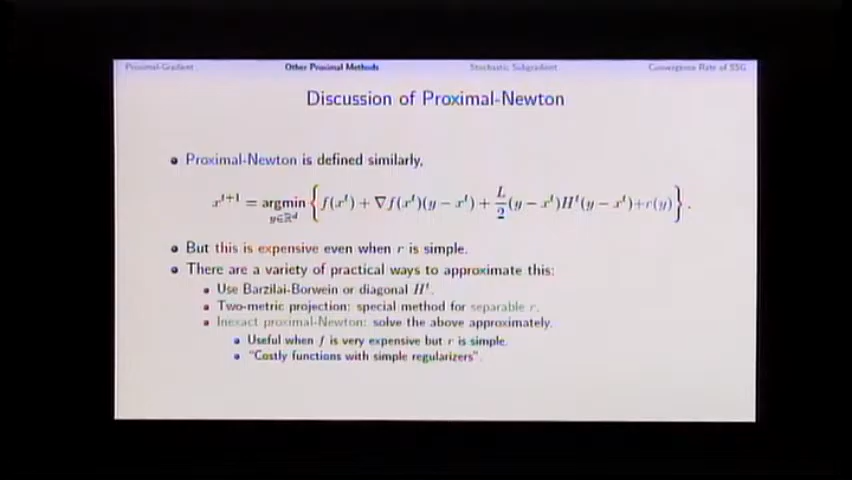 Proximal-Gradient
Other Proximal Methods
Stochastic Subgradient
Convergence Rate of SSG
Discussion of Proximal-Newton
Proximal-Newton is defined similarly,
x^{t+1} = argmin_{y∈ℝ^d} { f(x^t) + ∇f(x^t)(y − x^t) + L/2 (y − x^t)H^t(y − x^t)+r(y) } .
But this is expensive even when r is simple.
There are a variety of practical ways to approximate this:
Use Barzilai-Borwein or diagonal H^t.
Two-metric projection: special method for separable r.
Inexact proximal-Newton: solve the above approximately.
Useful when f is very expensive but r is simple.
"Costly functions with simple regularizers".